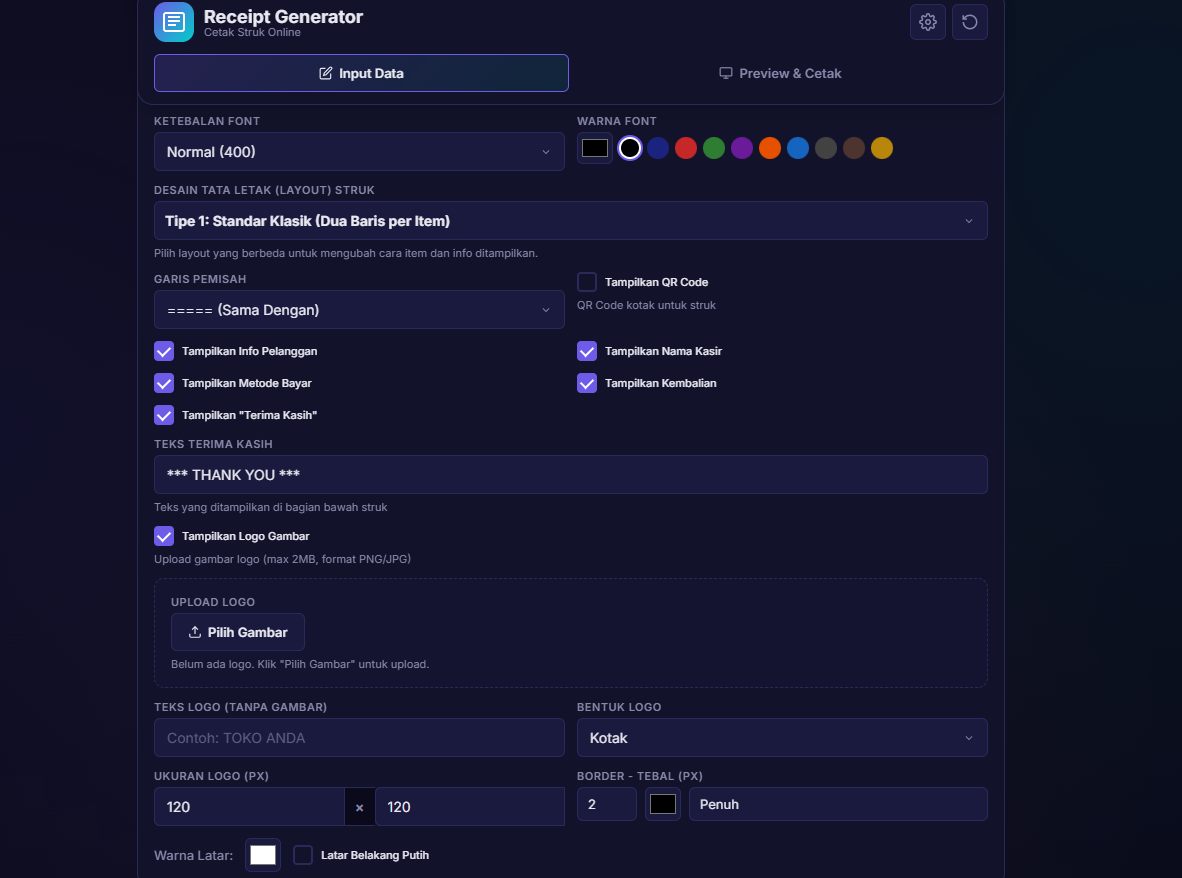 Receipt Generator
Cetak Struk Online
Input Data
Preview & Cetak
KETEBALAN FONT
WARNA FONT
Normal (400)
DESAIN TATA LETAK (LAYOUT) STRUK
Tipe 1: Standar Klasik (Dua Baris per Item)
Pilih layout yang berbeda untuk mengubah cara item dan info ditampilkan.
GARIS PEMISAH
Tampilkan QR Code
===== (Sama Dengan)
QR Code kotak untuk struk
Tampilkan Info Pelanggan
Tampilkan Nama Kasir
Tampilkan Metode Bayar
Tampilkan Kembalian
Tampilkan "Terima Kasih"
TEKS TERIMA KASIH
*** THANK YOU ***
Teks yang ditampilkan di bagian bawah struk
Tampilkan Logo Gambar
Upload gambar logo (max 2MB, format PNG/JPG)
UPLOAD LOGO
Pilih Gambar
Belum ada logo. Klik "Pilih Gambar" untuk upload.
TEKS LOGO (TANPA GAMBAR)
BENTUK LOGO
Contoh: TOKO ANDA
Kotak
UKURAN LOGO (PX)
BORDER - TEBAL (PX)
120 × 120
2
Penuh
Warna Latar:
Latar Belakang Putih